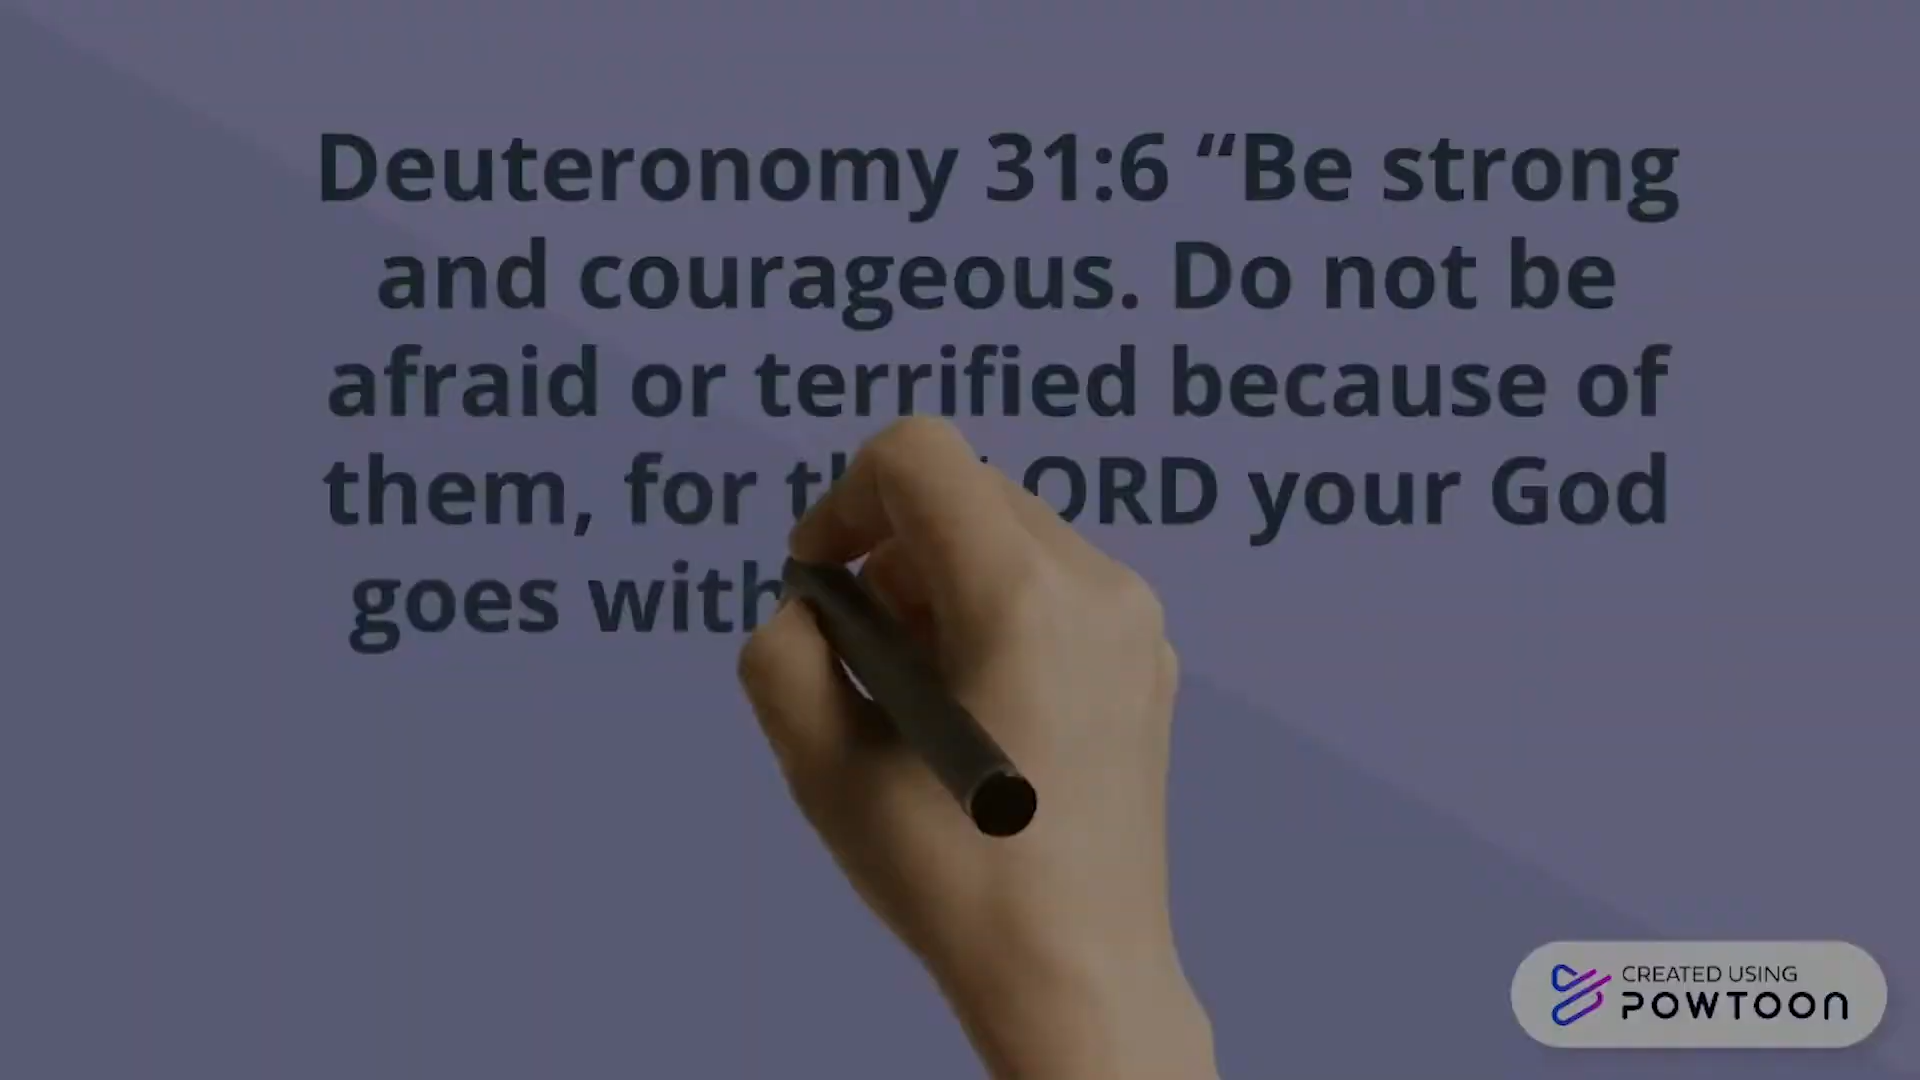 Deuteronomy 31:6 “Be strong
and courageous. Do not be
afraid or terrified because of
them, for LORD your God
goes with
CREATED USING
POWTOON